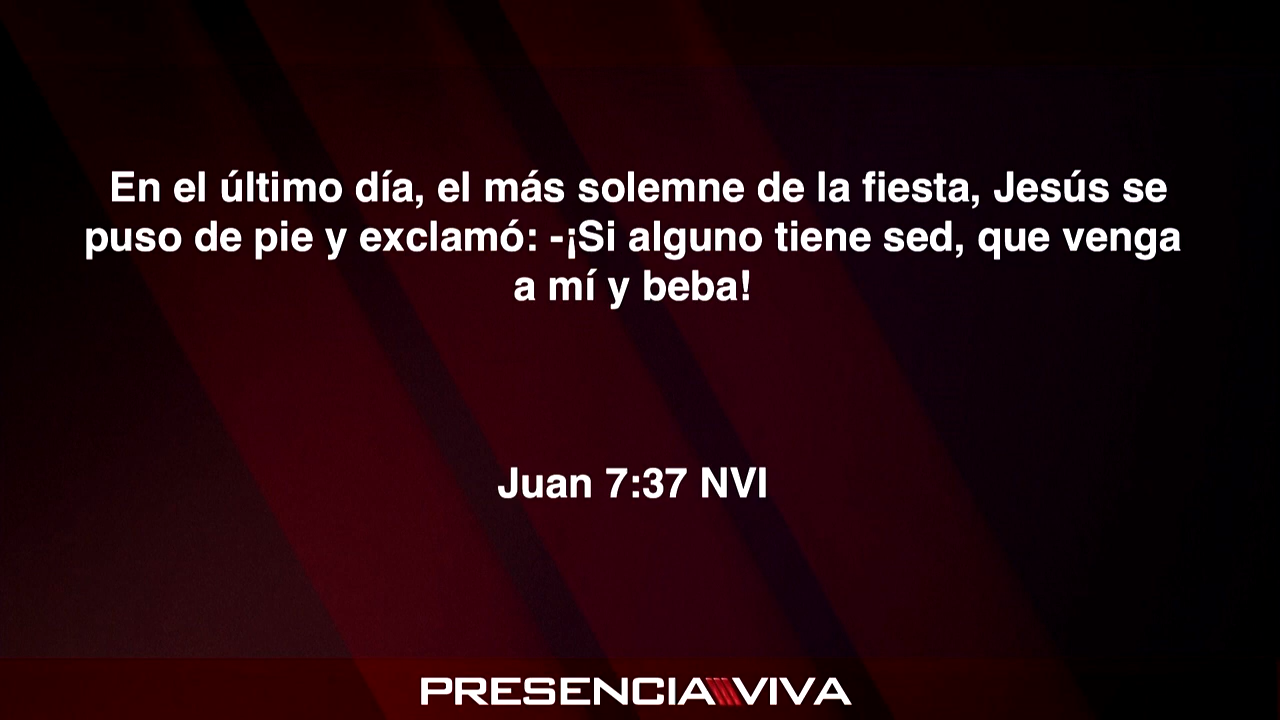 En el último día, el más solemne de la fiesta, Jesús se
puso de pie y exclamó: -¡Si alguno tiene sed, que venga
a mí y beba!
Juan 7:37 NVI
PRESENCIA VIVA